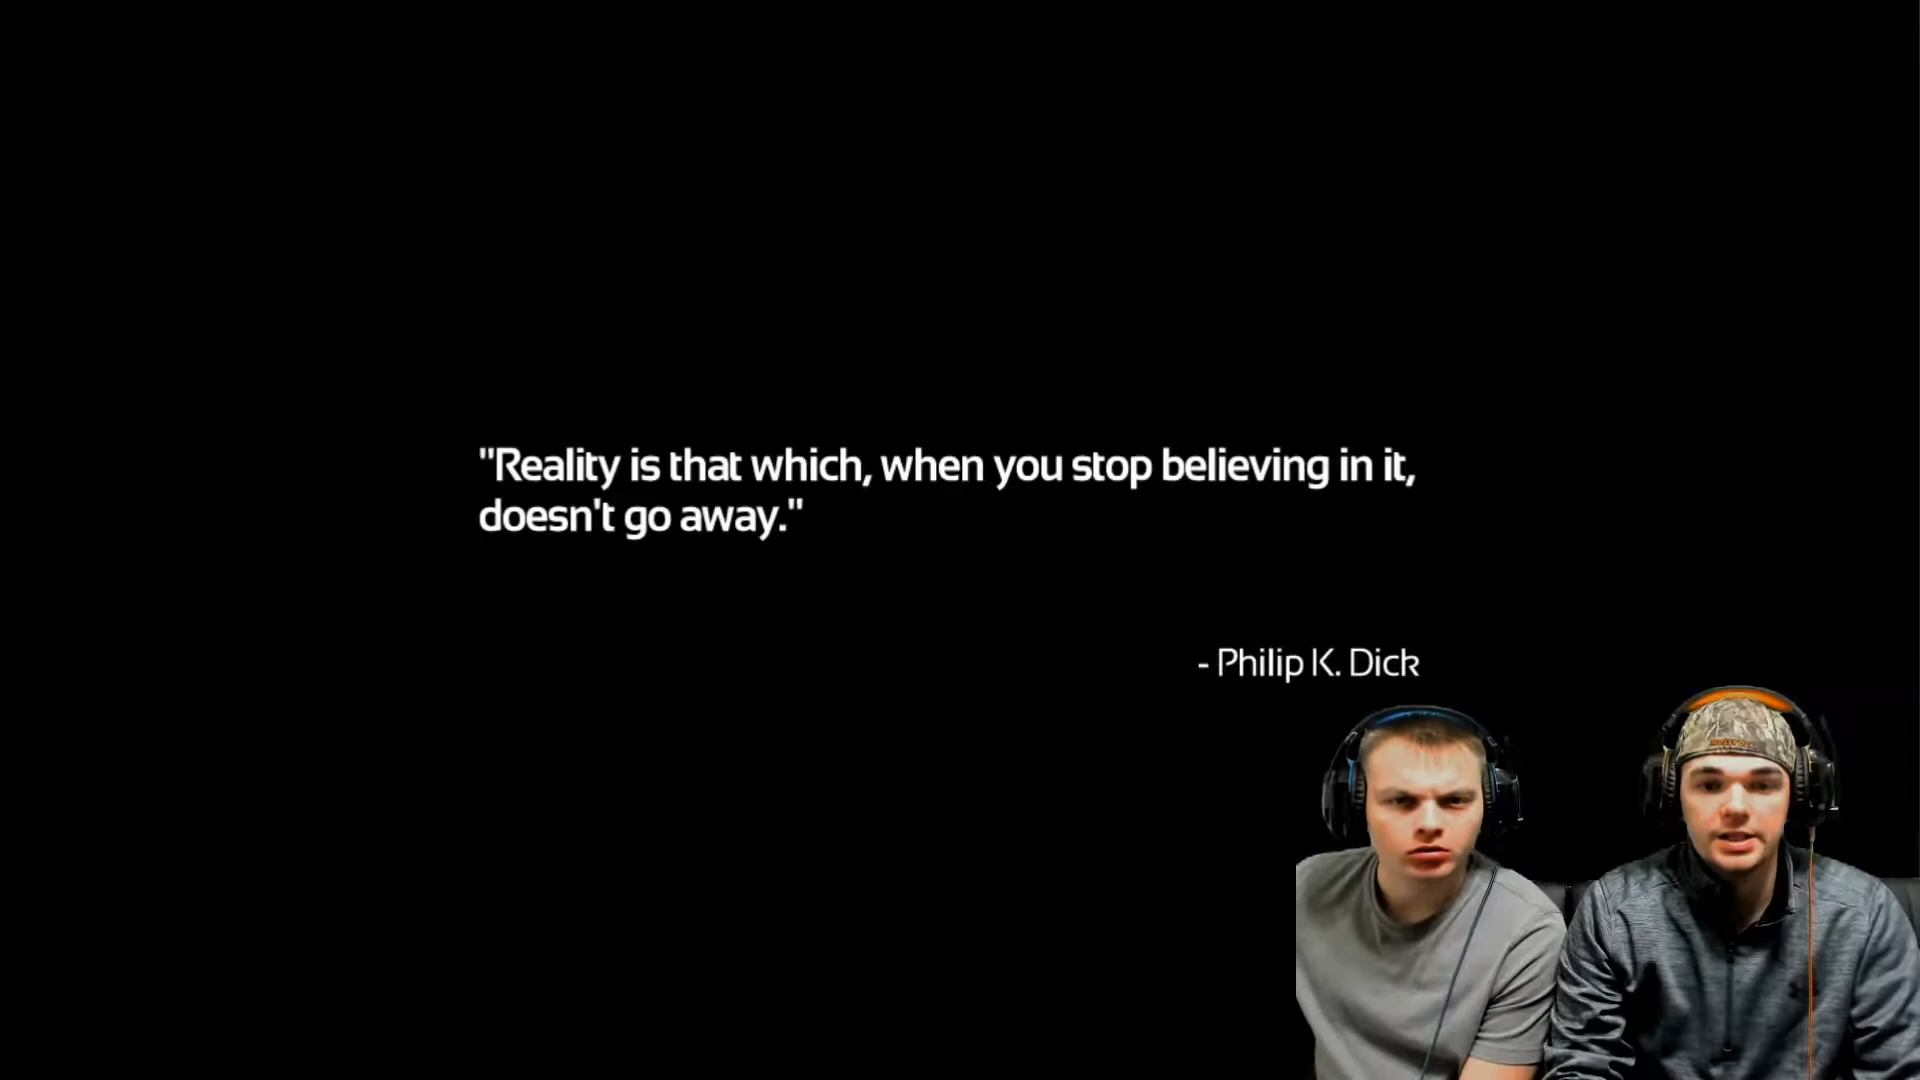 "Reality is that which, when you stop believing in it,
doesn't go away."
- Philip K. Dick